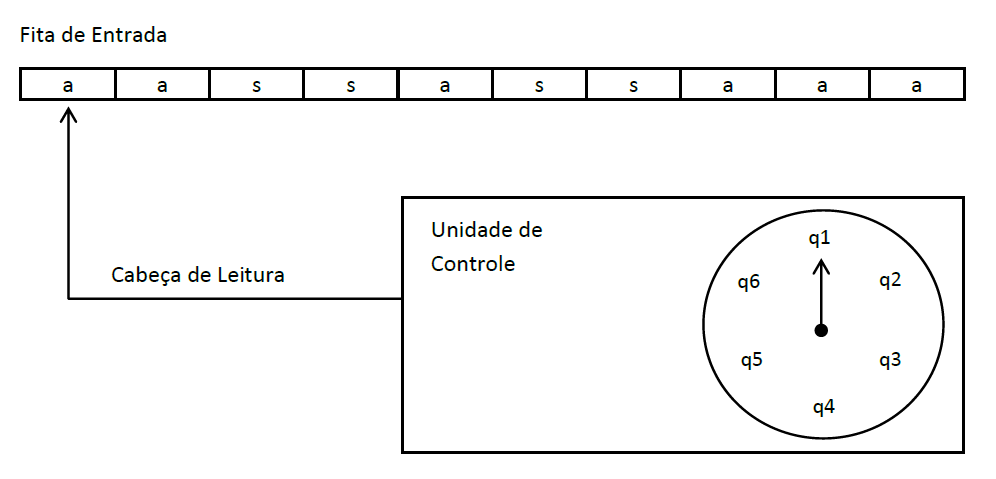 Fita de Entrada
a a s s a s s a a a
Unidade de
Controle
Cabeça de Leitura
q1
q6 q2
q5 q3
q4